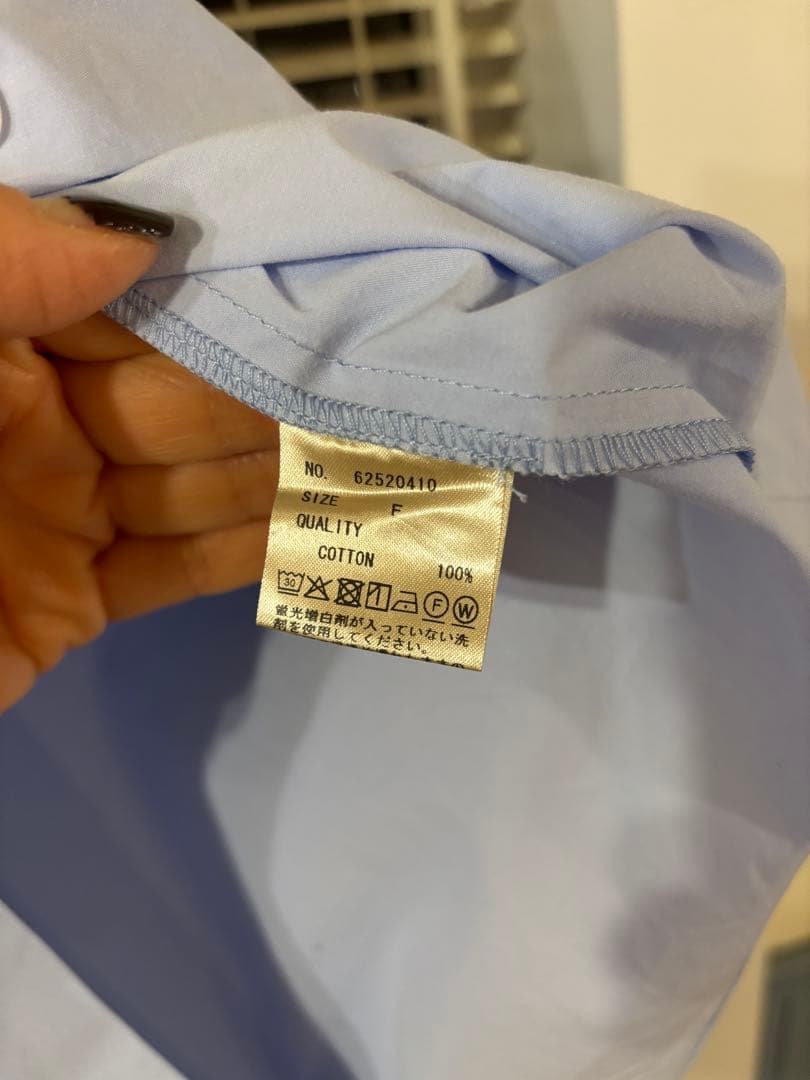 NO. 62520410
SIZE F
QUALITY
COTTON 100%
30 F W
蛍光増白剤が入っていない洗
剤を使用してください。